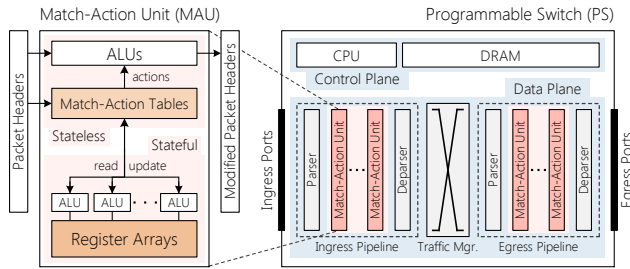 Match-Action Unit (MAU)
Packet Headers
ALUs
actions
Match-Action Tables
Stateless
Stateful
read
update
ALU
ALU
· · ·
ALU
Register Arrays
Modified Packet Headers
Programmable Switch (PS)
CPU
DRAM
Control Plane
Data Plane
Ingress Ports
Parser
Match-Action Unit
···
Match-Action Unit
Deparser
Ingress Pipeline
Traffic Mgr.
Parser
Match-Action Unit
···
Match-Action Unit
Deparser
Egress Pipeline
Egress Ports